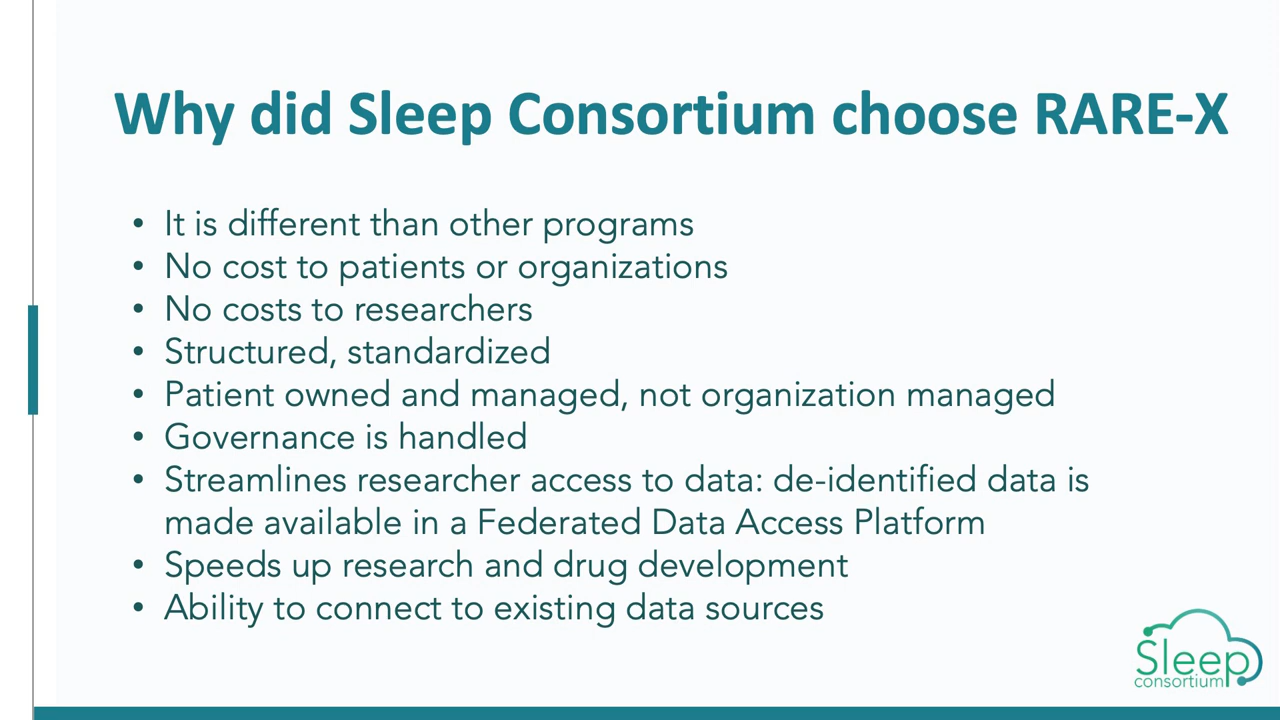 Why did Sleep Consortium choose RARE-X
• It is different than other programs
• No cost to patients or organizations
• No costs to researchers
• Structured, standardized
• Patient owned and managed, not organization managed
• Governance is handled
• Streamlines researcher access to data: de-identified data is
made available in a Federated Data Access Platform
• Speeds up research and drug development
• Ability to connect to existing data sources
Sleep
consortium